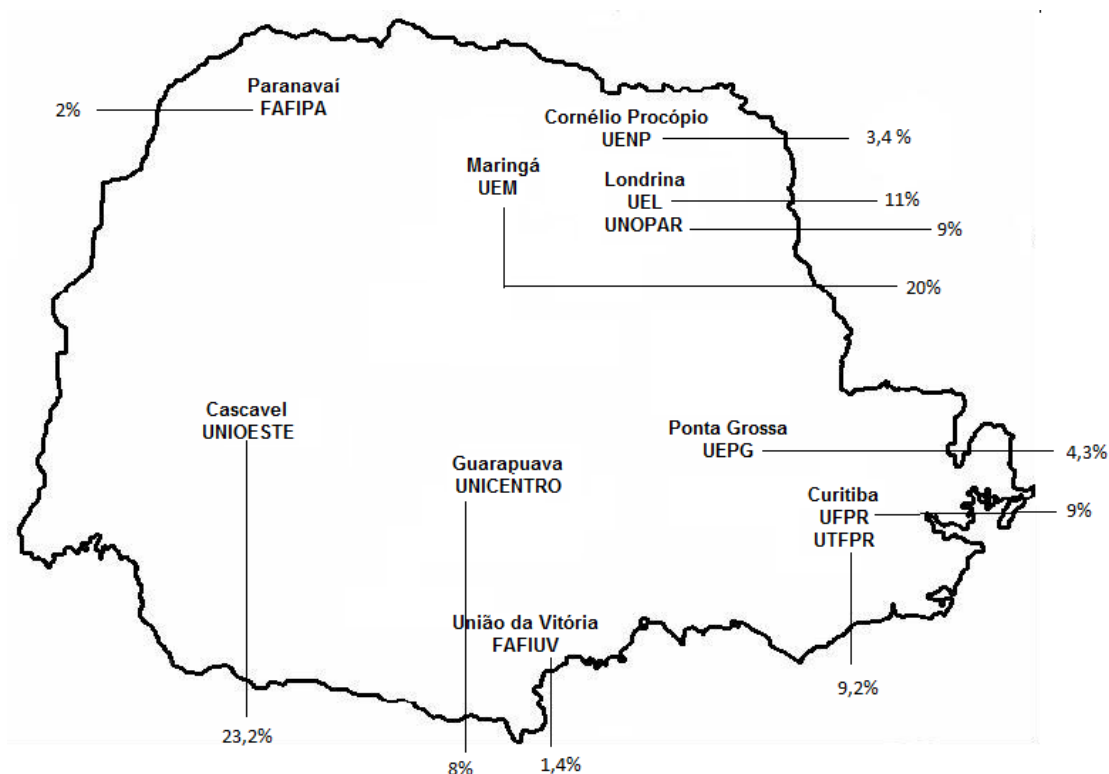 Paranavaí
FAFIPA
2%
Cornélio Procópio
UENP
3,4 %
Maringá
UEM
Londrina
UEL
UNOPAR
11%
9%
20%
Cascavel
UNIOESTE
Guarapuava
UNICENTRO
Ponta Grossa
UEPG
4,3%
Curitiba
UFPR
UTFPR
9%
União da Vitória
FAFIUV
9,2%
23,2%
8%
1,4%